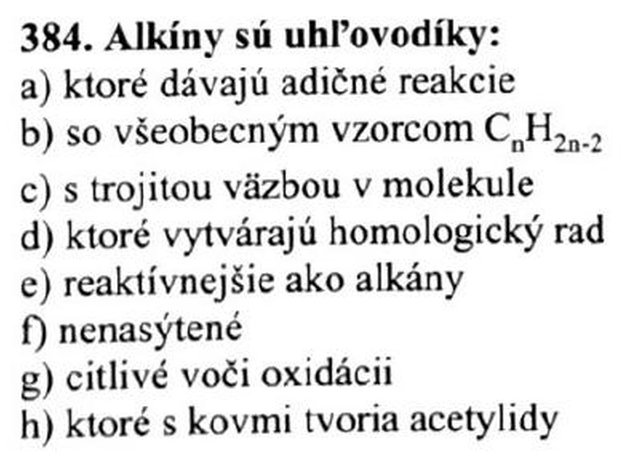 384. Alkíny sú uhľovodíky:
a) ktoré dávajú adičné reakcie
b) so všeobecným vzorcom CₙH₂ₙ₋₂
c) s trojitou väzbou v molekule
d) ktoré vytvárajú homologický rad
e) reaktívnejšie ako alkány
f) nenasýtené
g) citlivé voči oxidácii
h) ktoré s kovmi tvoria acetylidy